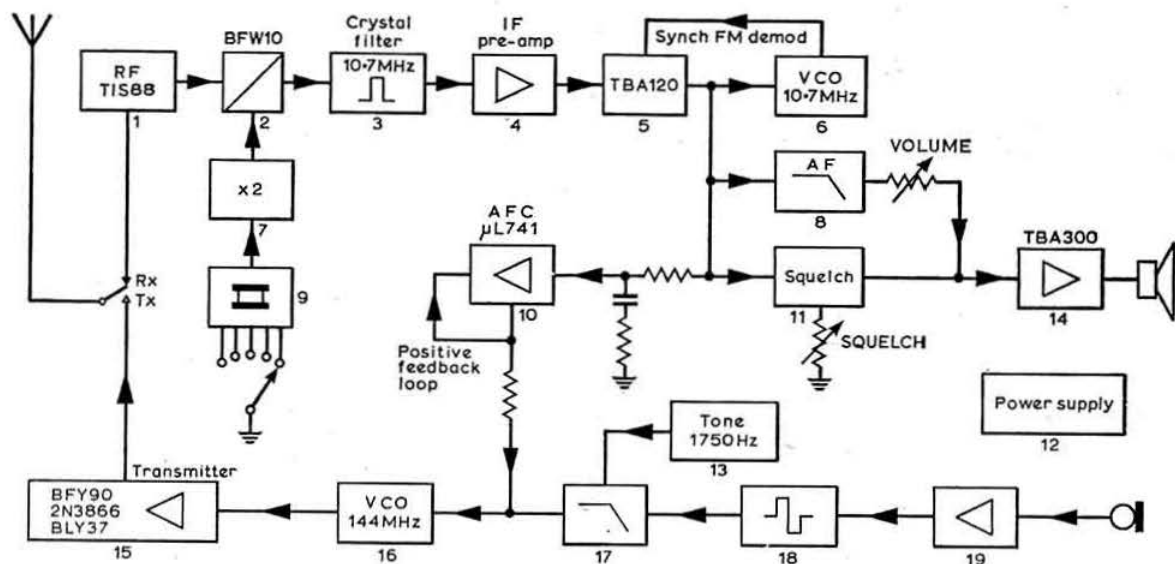 RF
TIS88
1
BFW10
2
Crystal
filter
10·7MHz
3
IF
pre-amp
4
Synch FM demod
TBA120
5
VCO
10·7MHz
6
x2
7
AF
8
VOLUME
Rx
Tx
9
AFC
µL741
10
Positive
feedback
loop
Squelch
11
SQUELCH
TBA300
14
Power supply
12
Tone
1750Hz
13
Transmitter
BFY90
2N3866
BLY37
15
VCO
144MHz
16
17
18
19